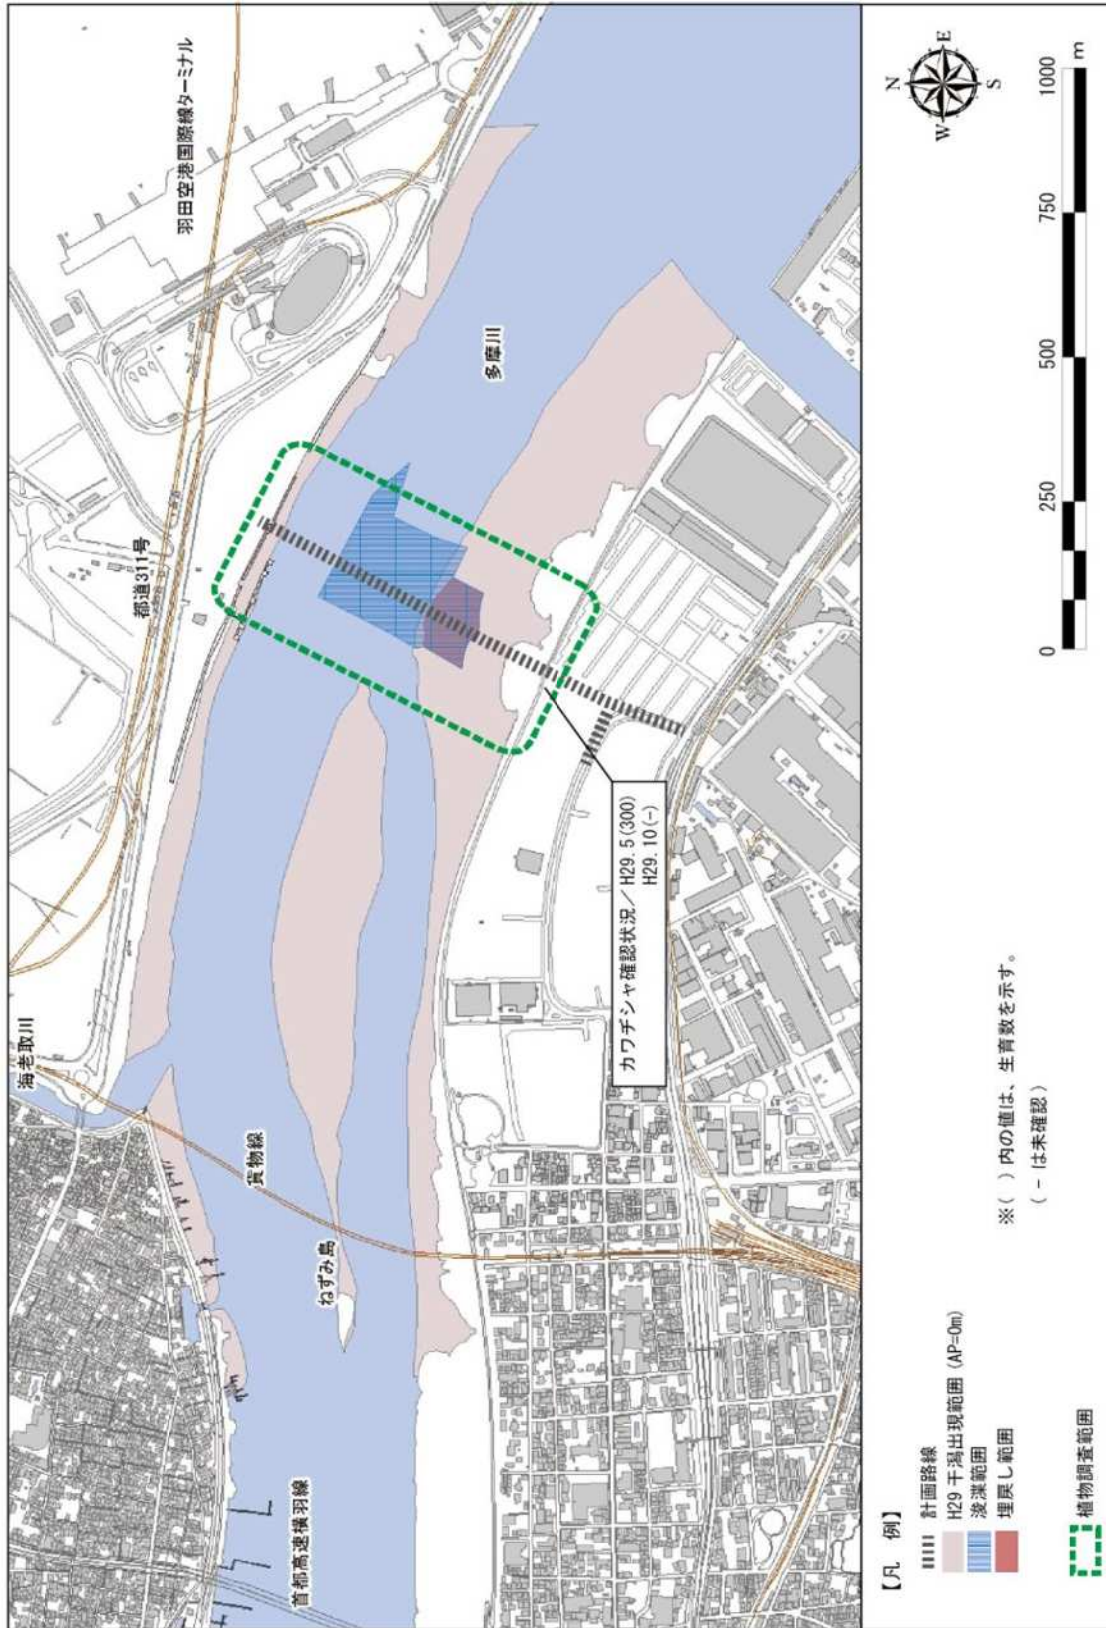 羽田空港国際線ターミナル
都道311号
海老取川
多摩川
貨物線
ねずみ島
首都高速横羽線
カワヂシャ確認状況／H29.5(300)
H29.10(-)
【凡 例】
計画路線
H29 干潟出現範囲 (AP=0m)
浚渫範囲
埋戻し範囲
植物調査範囲
※( ) 内の値は、生育数を示す。
( - は未確認)
N
E
S
W
0 250 500 750 1000
m